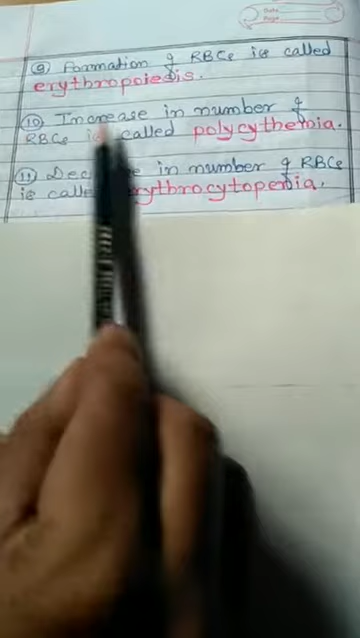 Date
Page
(9) Formation of RBCs is called
erythropoiesis.
(10) Increase in number of
RBCs is called polycythemia.
(11) in number of RBCs
is erythrocytopenia.